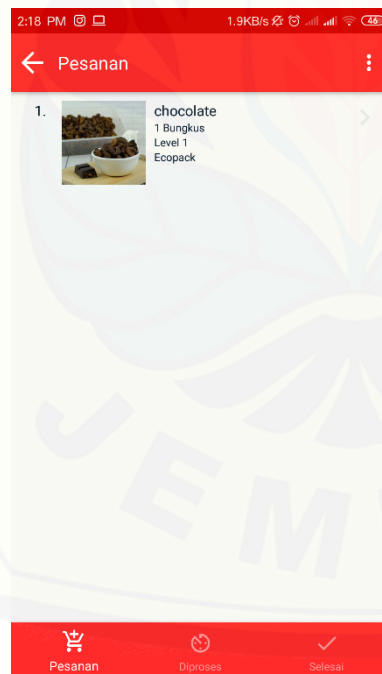 2:18 PM 1.9KB/s 46
Pesanan
1. chocolate
1 Bungkus
Level 1
Ecopack
JEM
Pesanan Diproses Selesai